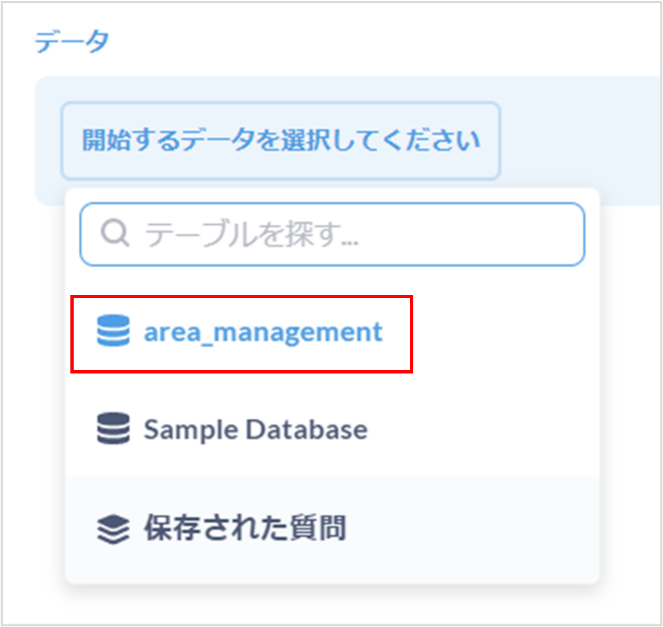 データ
開始するデータを選択してください
テーブルを探す...
area_management
Sample Database
保存された質問